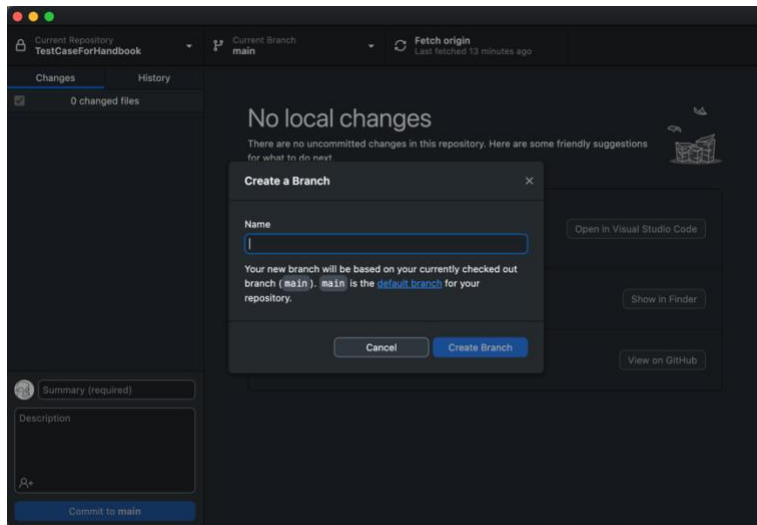 Current Repository
TestCaseForHandbook
Current Branch
main
Fetch origin
Last fetched 13 minutes ago
Changes
History
0 changed files
No local changes
There are no uncommitted changes in this repository. Here are some friendly suggestions
for what to do next
Create a Branch
Name
Your new branch will be based on your currently checked out
branch ( main ). main is the default branch for your
repository.
Cancel
Create Branch
Open in Visual Studio Code
Show in Finder
View on GitHub
Summary (required)
Description
Commit to main